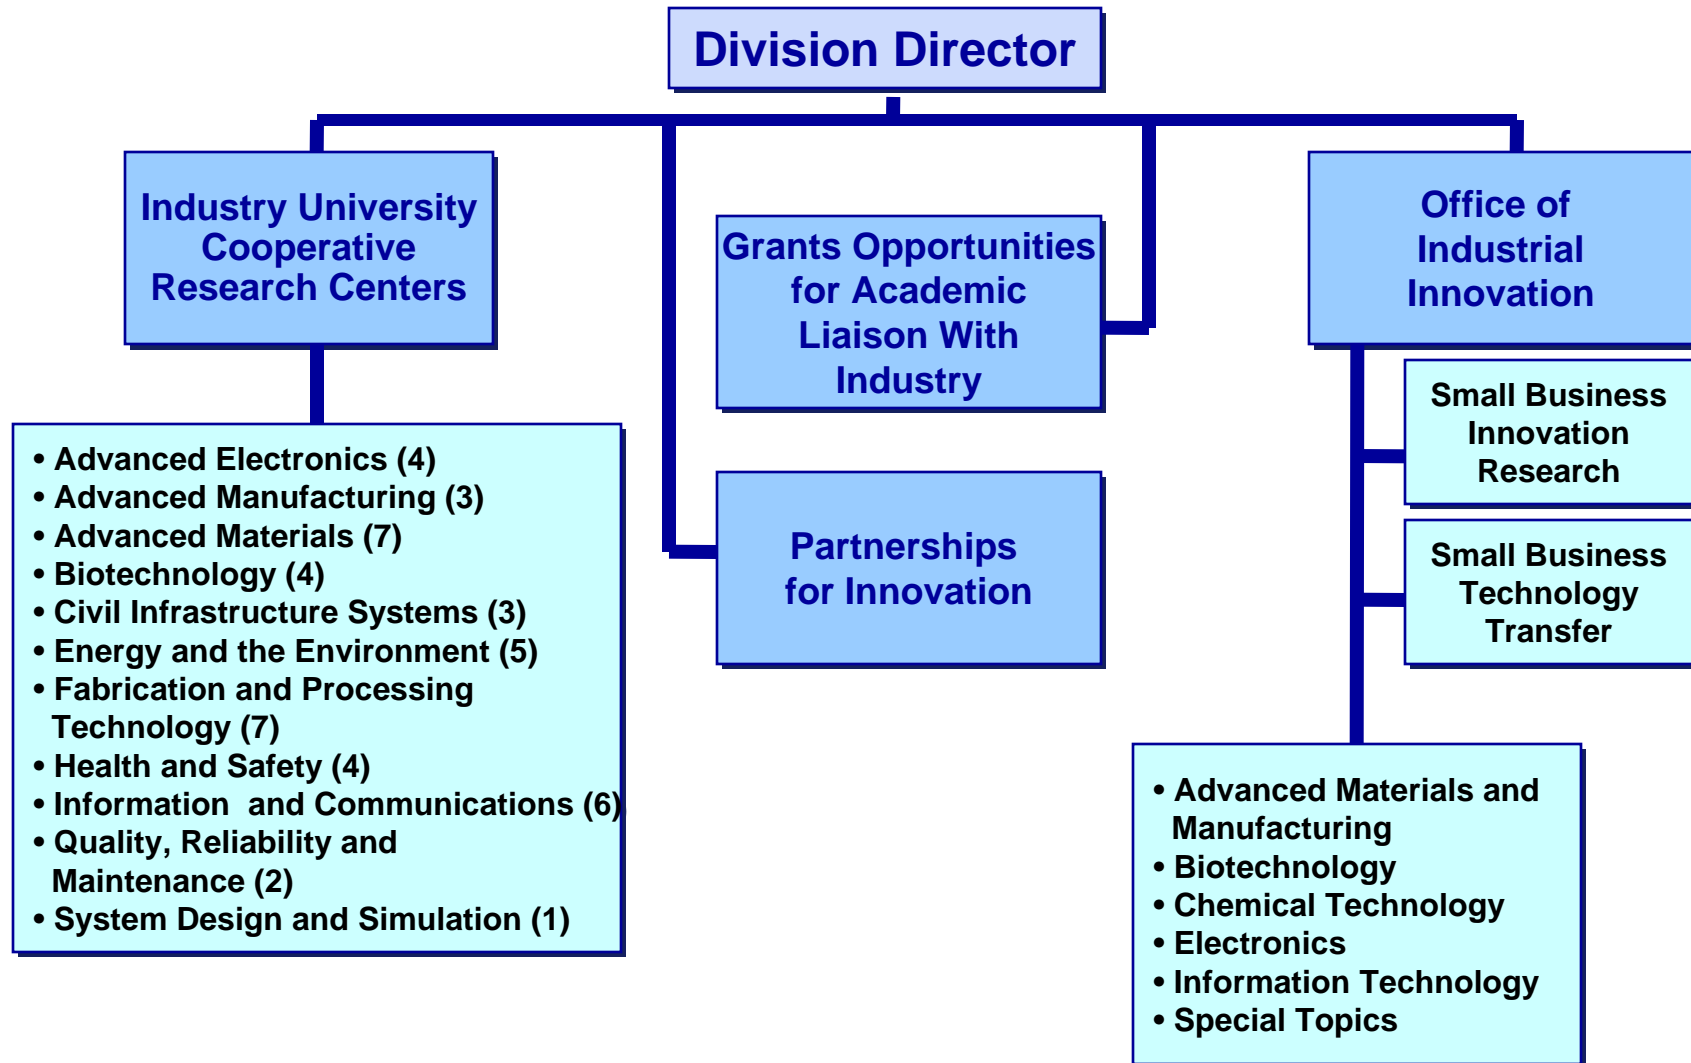 Division Director
Industry University
Cooperative
Research Centers
• Advanced Electronics (4)
• Advanced Manufacturing (3)
• Advanced Materials (7)
• Biotechnology (4)
• Civil Infrastructure Systems (3)
• Energy and the Environment (5)
• Fabrication and Processing
Technology (7)
• Health and Safety (4)
• Information  and Communications (6)
• Quality, Reliability and
Maintenance (2)
• System Design and Simulation (1)
Grants Opportunities
for Academic
Liaison With
Industry
Partnerships
for Innovation
Office of
Industrial
Innovation
Small Business
Innovation
Research
Small Business
Technology
Transfer
• Advanced Materials and
Manufacturing
• Biotechnology
• Chemical Technology
• Electronics
• Information Technology
• Special Topics